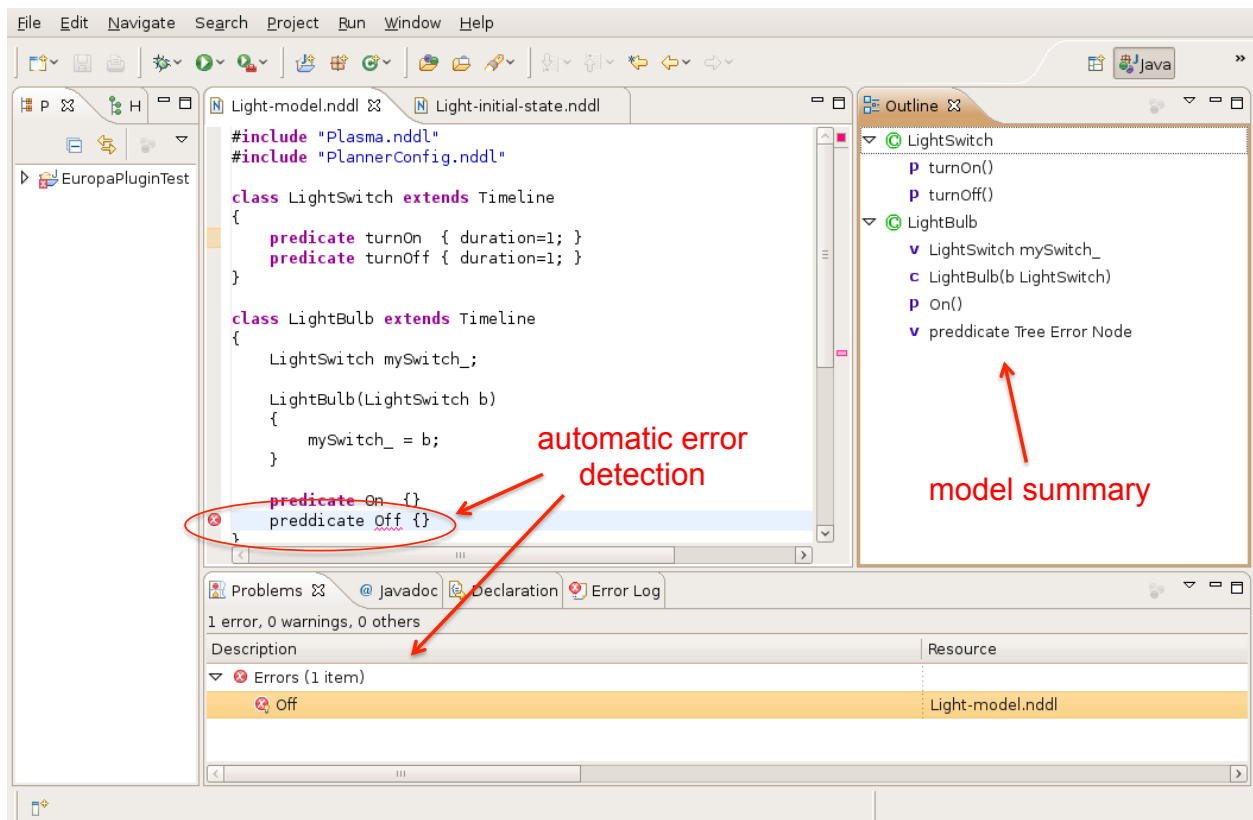 File Edit Navigate Search Project Run Window Help
Java
»
P
H
EuropaPluginTest
Light-model.nddl
Light-initial-state.nddl
#include "Plasma.nddl"
#include "PlannerConfig.nddl"
class LightSwitch extends Timeline
{
predicate turnOn { duration=1; }
predicate turnOff { duration=1; }
}
class LightBulb extends Timeline
{
LightSwitch mySwitch_;
LightBulb(LightSwitch b)
{
mySwitch_ = b;
}
predicate On {}
preddicate Off {}
}
automatic error
detection
Outline
LightSwitch
P turnOn()
P turnOff()
LightBulb
v LightSwitch mySwitch_
c LightBulb(b LightSwitch)
P On()
v preddicate Tree Error Node
model summary
Problems
@ Javadoc
Declaration
Error Log
1 error, 0 warnings, 0 others
Description Resource
Errors (1 item)
Off Light-model.nddl